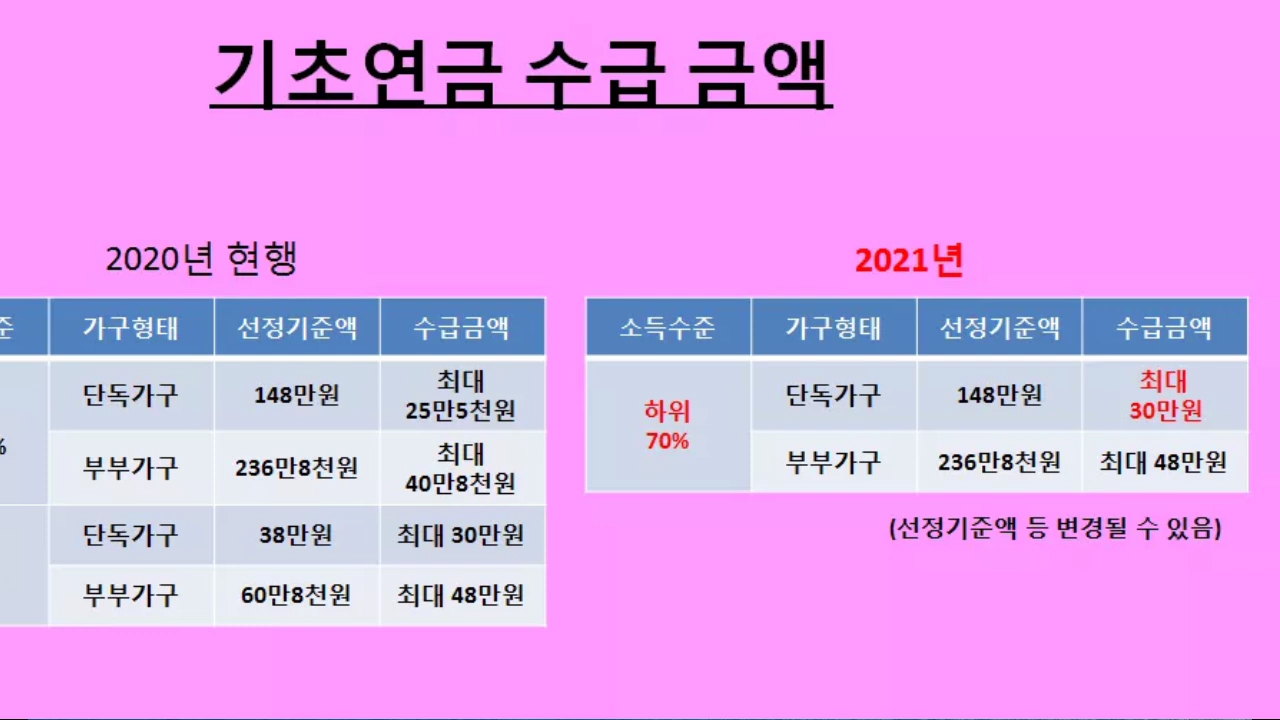 기초연금 수급 금액
2020년 현행
준 가구형태 선정기준액 수급금액
% 단독가구 148만원 최대 25만5천원
부부가구 236만8천원 최대 40만8천원
단독가구 38만원 최대 30만원
부부가구 60만8천원 최대 48만원
2021년
소득수준 가구형태 선정기준액 수급금액
하위 70% 단독가구 148만원 최대 30만원
부부가구 236만8천원 최대 48만원
(선정기준액 등 변경될 수 있음)